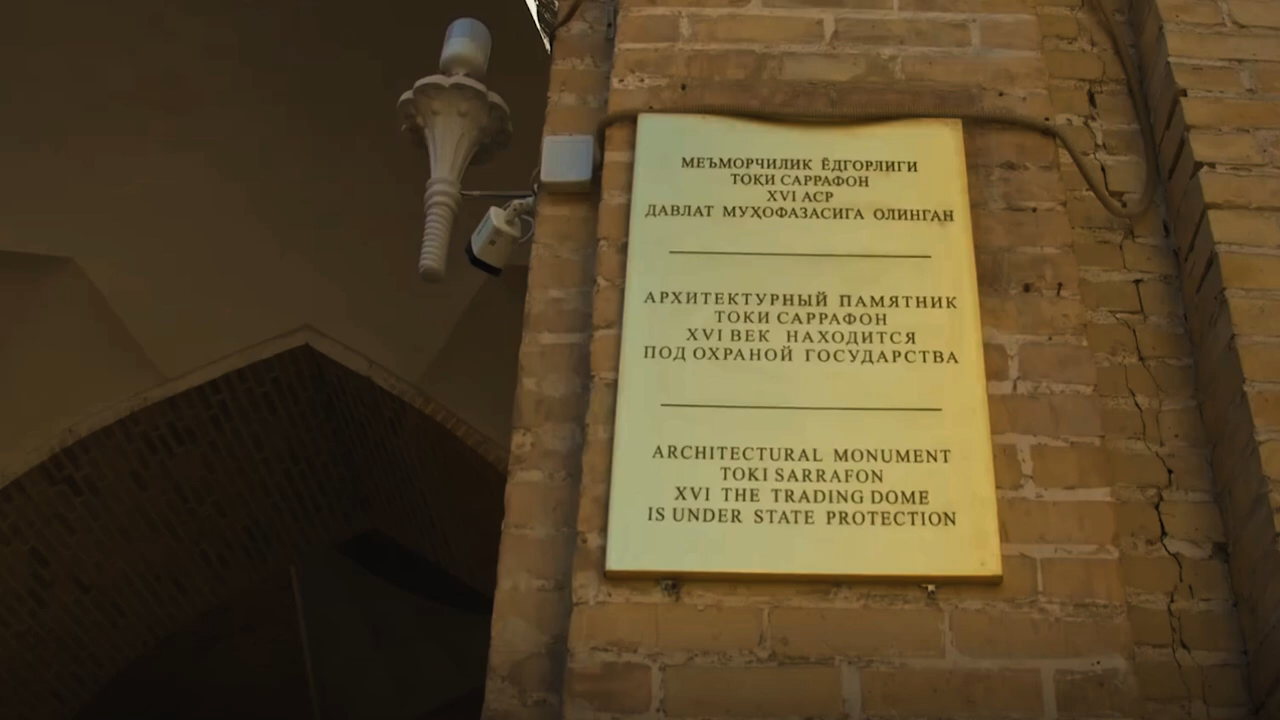 МЕЪМОРЧИЛИК ЁДГОРЛИГИ
ТОКИ САРРАФОН
XVI АСР
ДАВЛАТ МУҲОФАЗАСИГА ОЛИНГАН
АРХИТЕКТУРНЫЙ ПАМЯТНИК
ТОКИ САРРАФОН
XVI ВЕК НАХОДИТСЯ
ПОД ОХРАНОЙ ГОСУДАРСТВА
ARCHITECTURAL MONUMENT
TOKI SARRAFON
XVI THE TRADING DOME
IS UNDER STATE PROTECTION